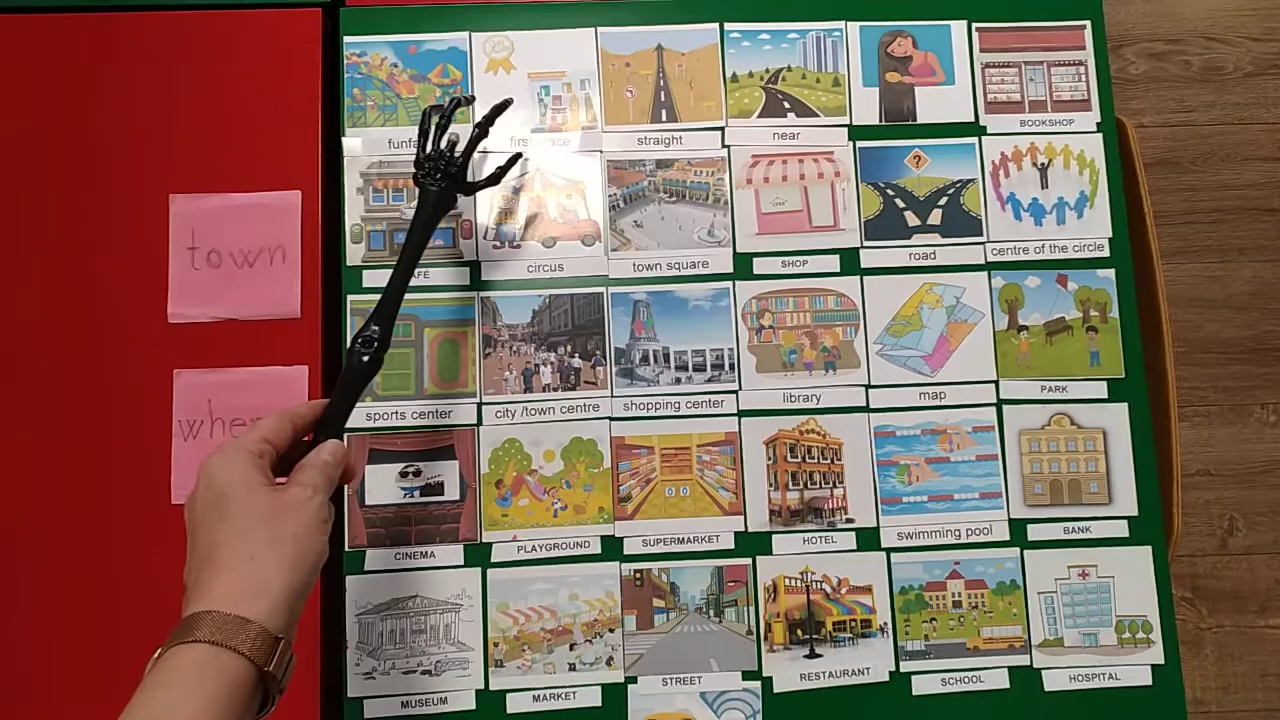 straight
near
BOOKSHOP
circus
town square
SHOP
OPEN
road
?
centre of the circle
town
sports center
city /town centre
shopping center
library
map
PARK
CINEMA
PLAYGROUND
SUPERMARKET
HOTEL
swimming pool
BANK
MUSEUM
MARKET
STREET
RESTAURANT
SCHOOL
HOSPITAL